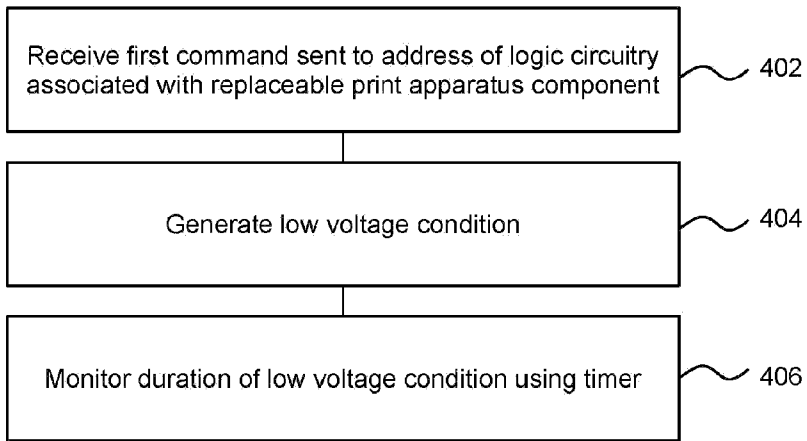 Receive first command sent to address of logic circuitry
associated with replaceable print apparatus component
402
Generate low voltage condition
404
Monitor duration of low voltage condition using timer
406